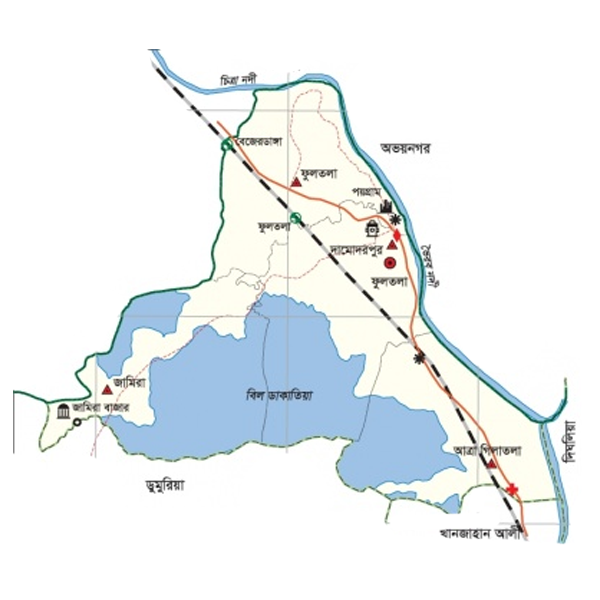 চিত্রা নদী
বেজেরডাঙ্গা
অভয়নগর
ফুলতলা
পয়গ্রাম
ফুলতলা
দামোদরপুর
ভৈরব নদী
ফুলতলা
জামিরা
বিল ডাকাতিয়া
জামিরা বাজার
দিঘলিয়া
আত্রা গিলাতলা
ডুমুরিয়া
খানজাহান আলী